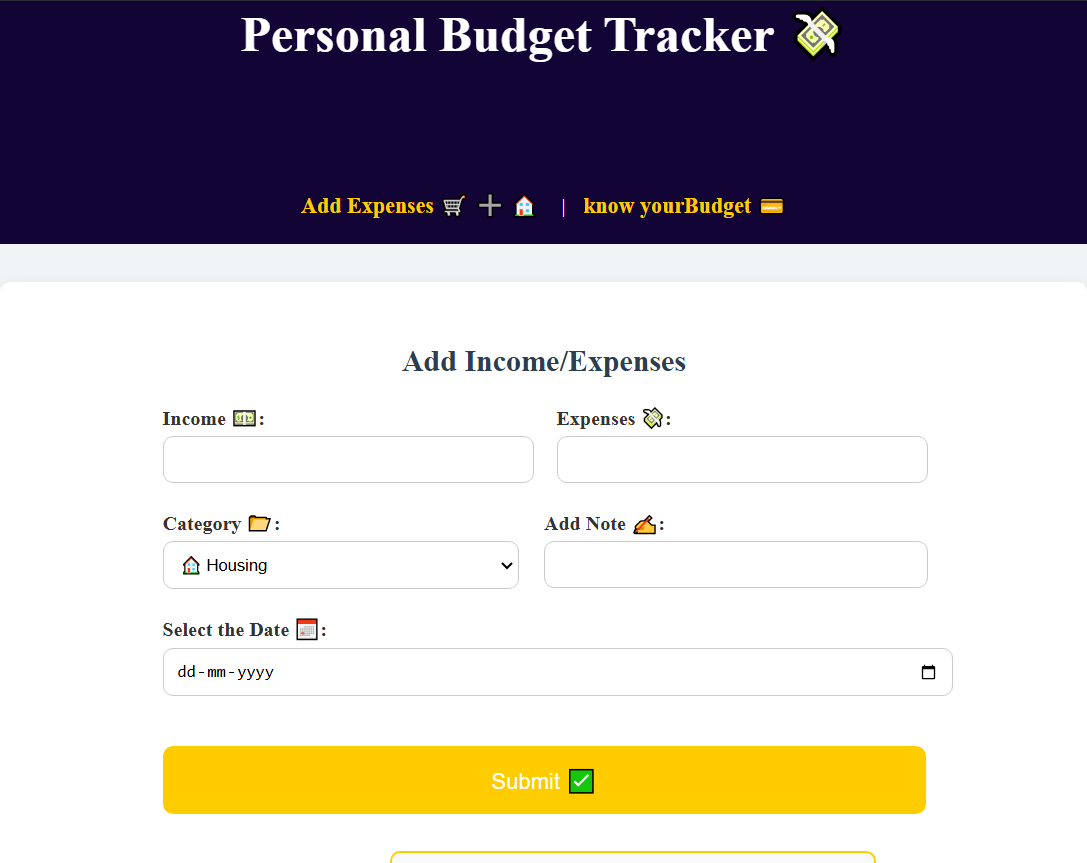 Personal Budget Tracker 💸
Add Expenses 🛒 ➕ 🏠 | know yourBudget 💳
Add Income/Expenses
Income 💵: Expenses 💸:
Category 📂: Add Note ✍️:
🏠 Housing
Select the Date 📅:
dd-mm-yyyy
Submit ✅